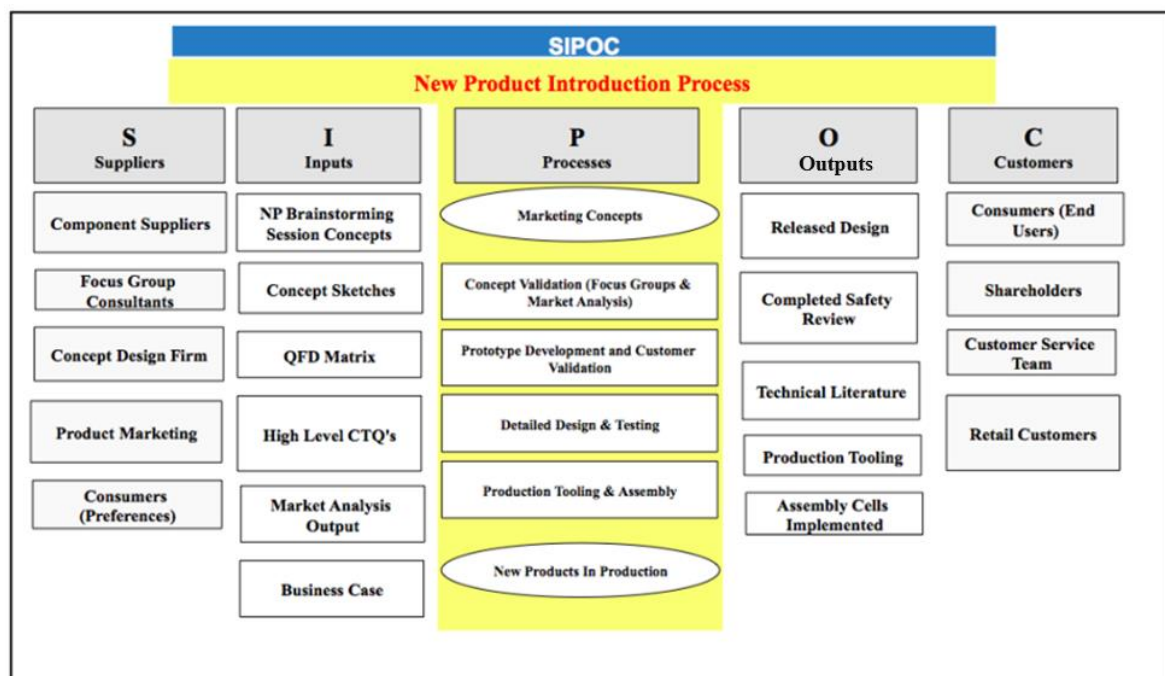 SIPOC
New Product Introduction Process
S
Suppliers
I
Inputs
P
Processes
O
Outputs
C
Customers
Component Suppliers
Focus Group
Consultants
Concept Design Firm
Product Marketing
Consumers
(Preferences)
NP Brainstorming
Session Concepts
Concept Sketches
QFD Matrix
High Level CTQ's
Market Analysis
Output
Business Case
Marketing Concepts
Concept Validation (Focus Groups &
Market Analysis)
Prototype Development and Customer
Validation
Detailed Design & Testing
Production Tooling & Assembly
New Products In Production
Released Design
Completed Safety
Review
Technical Literature
Production Tooling
Assembly Cells
Implemented
Consumers (End
Users)
Shareholders
Customer Service
Team
Retail Customers